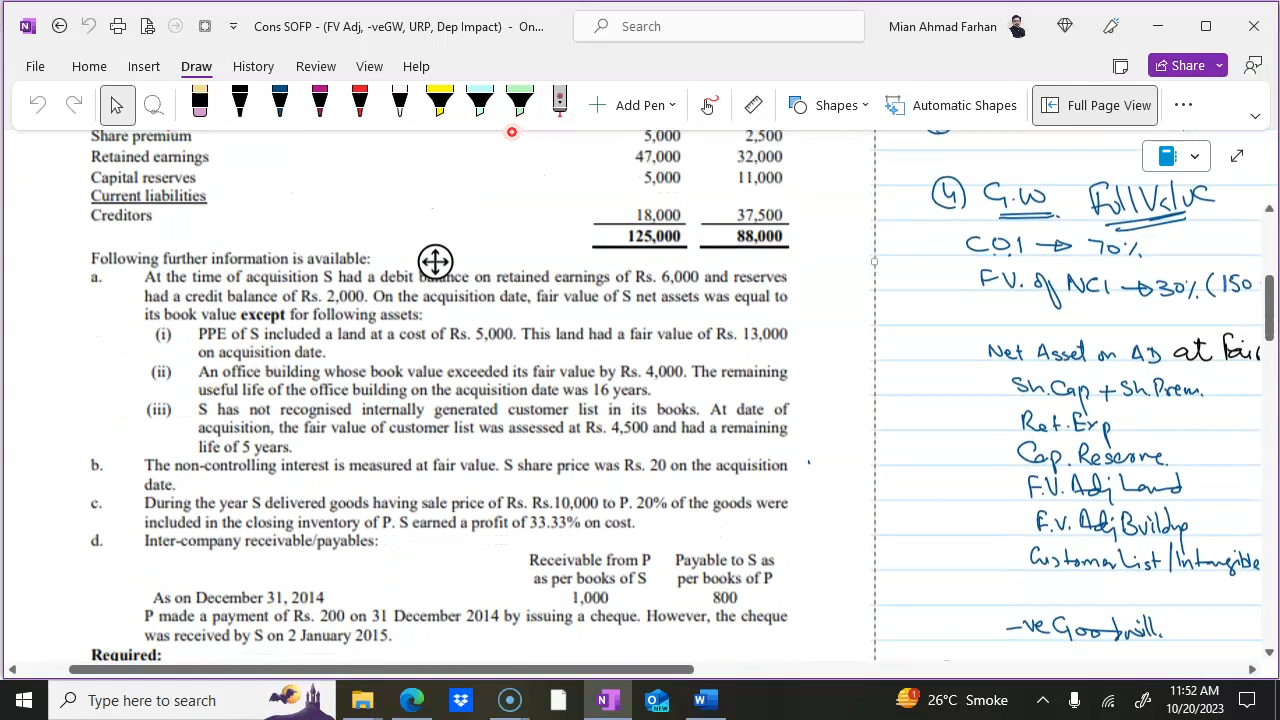 Cons SOFP - (FV Adj, -veGW, URP, Dep Impact) - On...
Search
Mian Ahmad Farhan
File Home Insert Draw History Review View Help
Share
Add Pen
Shapes
Automatic Shapes
Full Page View
Share premium 5,000 2,500
Retained earnings 47,000 32,000
Capital reserves 5,000 11,000
Current liabilities
Creditors 18,000 37,500
125,000 88,000
Following further information is available:
a. At the time of acquisition S had a debit balance on retained earnings of Rs. 6,000 and reserves
had a credit balance of Rs. 2,000. On the acquisition date, fair value of S net assets was equal to
its book value except for following assets:
(i) PPE of S included a land at a cost of Rs. 5,000. This land had a fair value of Rs. 13,000
on acquisition date.
(ii) An office building whose book value exceeded its fair value by Rs. 4,000. The remaining
useful life of the office building on the acquisition date was 16 years.
(iii) S has not recognised internally generated customer list in its books. At date of
acquisition, the fair value of customer list was assessed at Rs. 4,500 and had a remaining
life of 5 years.
b. The non-controlling interest is measured at fair value. S share price was Rs. 20 on the acquisition
date.
c. During the year S delivered goods having sale price of Rs. Rs.10,000 to P. 20% of the goods were
included in the closing inventory of P. S earned a profit of 33.33% on cost.
d. Inter-company receivable/payables:
Receivable from P Payable to S as
as per books of S per books of P
As on December 31, 2014 1,000 800
P made a payment of Rs. 200 on 31 December 2014 by issuing a cheque. However, the cheque
was received by S on 2 January 2015.
Required:
(4) G.W Full Value
C.O.I → 70%
F.V. of NCI → 30% (150
Net Asset on AD at fair
Sh.Cap + Sh.Prem.
Ret. Erp
Cap. Reserve.
F.V. Adj Land
F.V. Adj Building
Customer List / Intangible
-ve Goodwill.
Type here to search
26°C Smoke
11:52 AM
10/20/2023